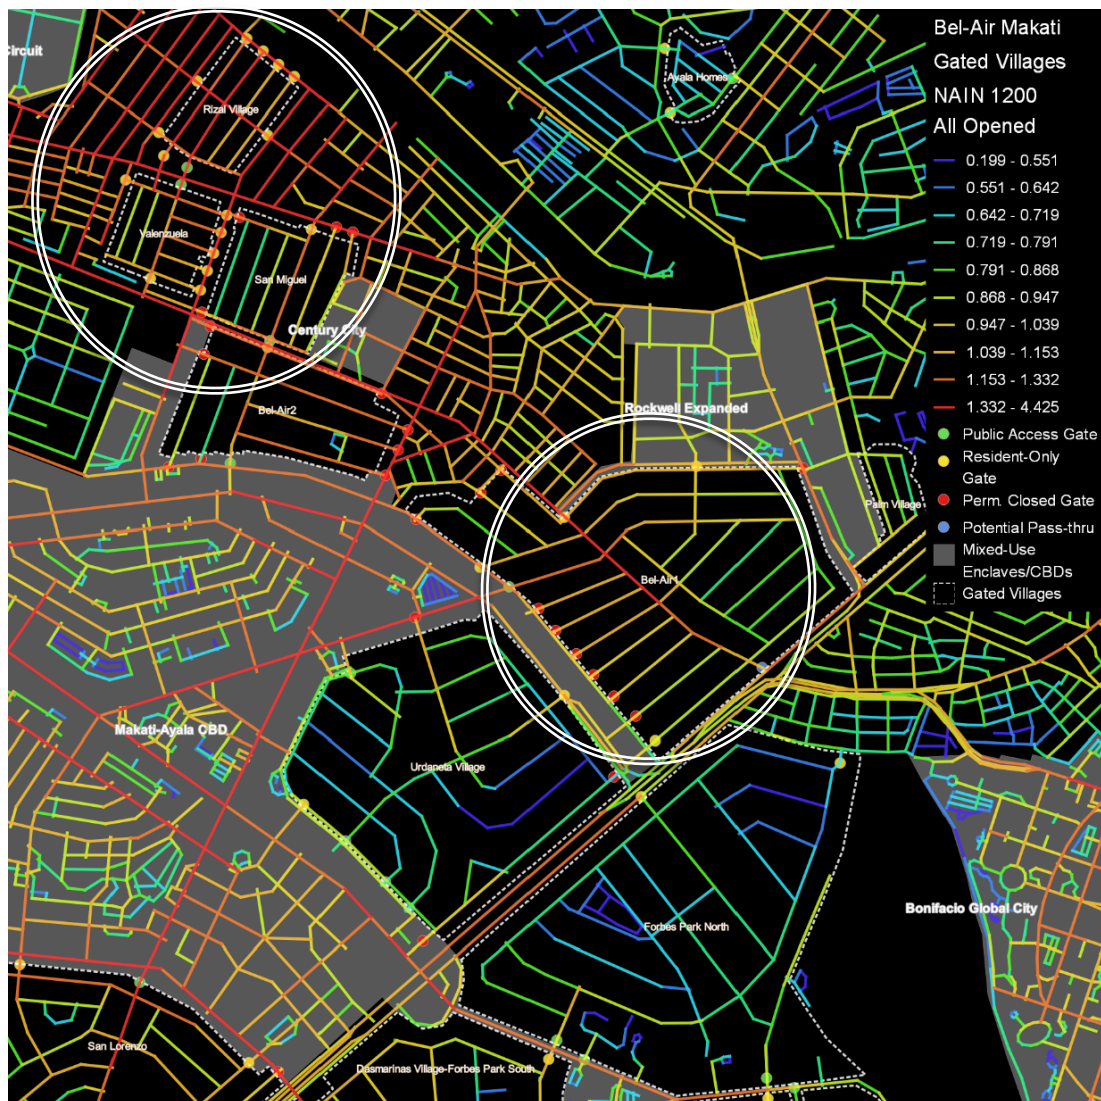 Bel-Air Makati
Gated Villages
NAIN 1200
All Opened
0.199 - 0.551
0.551 - 0.642
0.642 - 0.719
0.719 - 0.791
0.791 - 0.868
0.868 - 0.947
0.947 - 1.039
1.039 - 1.153
1.153 - 1.332
1.332 - 4.425
Public Access Gate
Resident-Only
Gate
Perm. Closed Gate
Potential Pass-thru
Mixed-Use
Enclaves/CBDs
Gated Villages
Circuit
Ayala Homes
Rizal Village
Valenzuela
San Miguel
Century City
Bel-Air2
Rockwell Expanded
Palm Village
Bel-Air1
Makati-Ayala CBD
Urdaneta Village
Bonifacio Global City
Forbes Park North
San Lorenzo
Dasmarinas Village-Forbes Park South